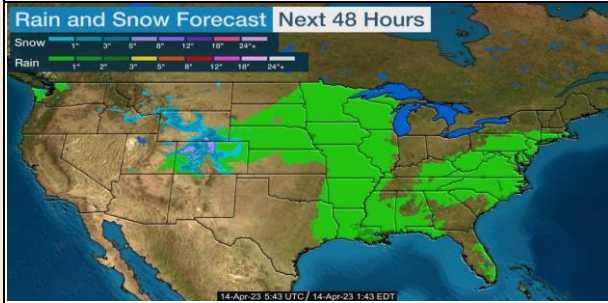 Rain and Snow Forecast Next 48 Hours
Snow 1" 3" 5" 8" 12" 18" 24"+
Rain 1" 2" 3" 5" 8" 12" 18" 24"+
14-Apr-23 5:43 UTC / 14-Apr-23 1:43 EDT